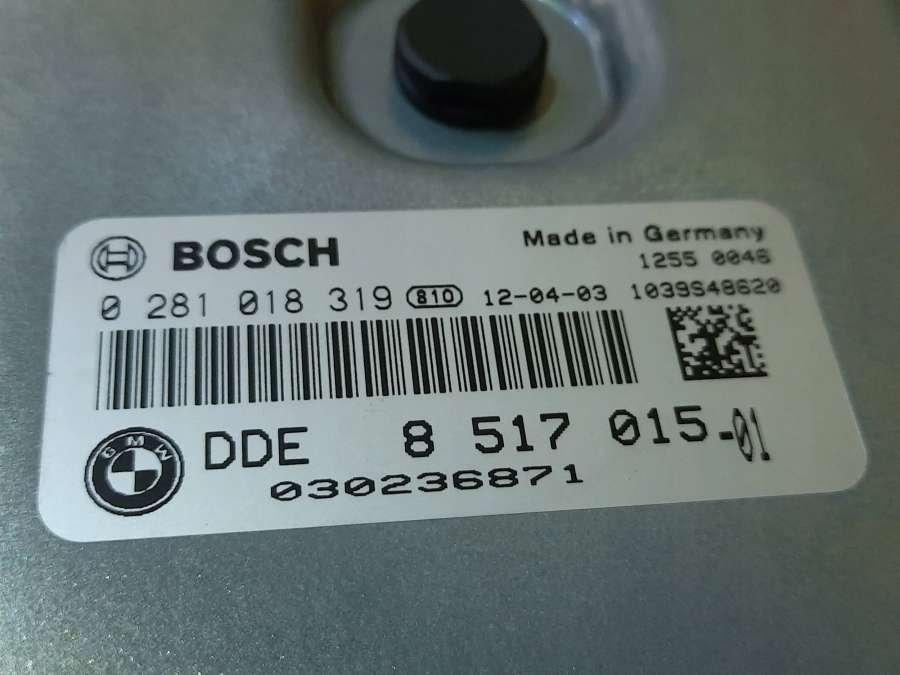 BOSCH
Made in Germany
1255 0046
0 281 018 319 810 12-04-03 1039S48620
BMW DDE 8 517 015-01
030236871